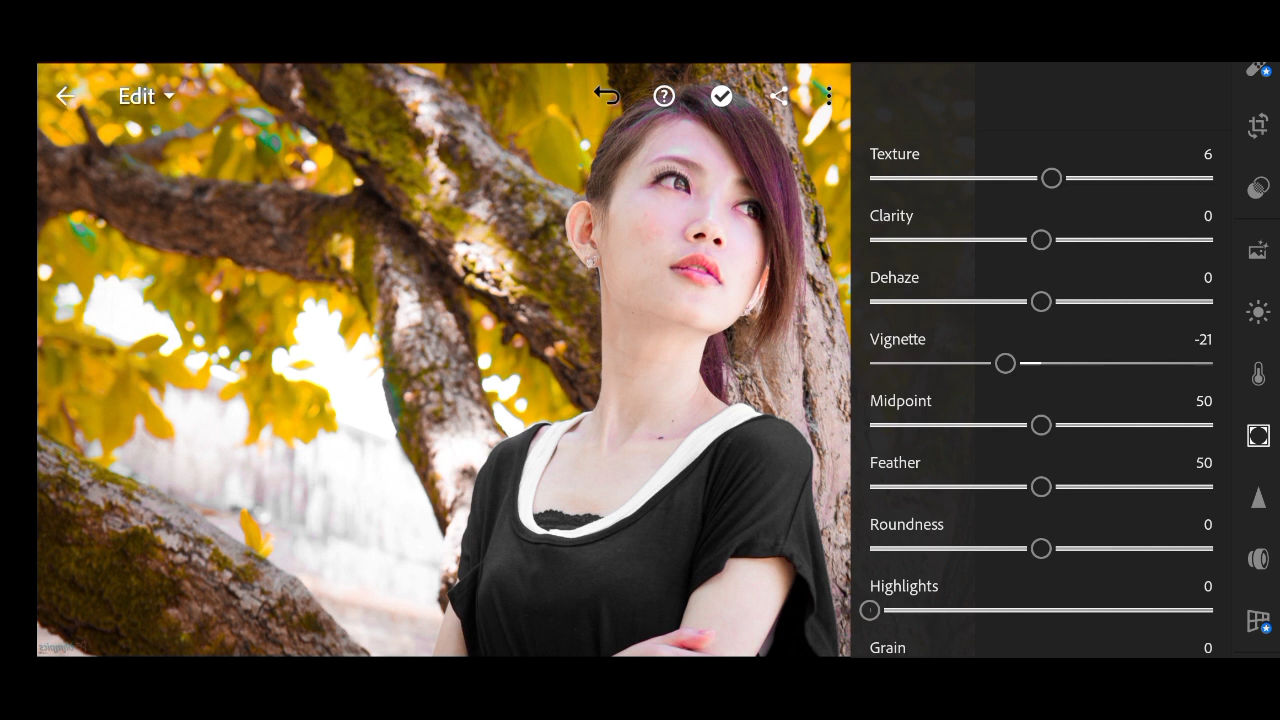 Edit
Texture 6
Clarity 0
Dehaze 0
Vignette -21
Midpoint 50
Feather 50
Roundness 0
Highlights 0
Grain 0